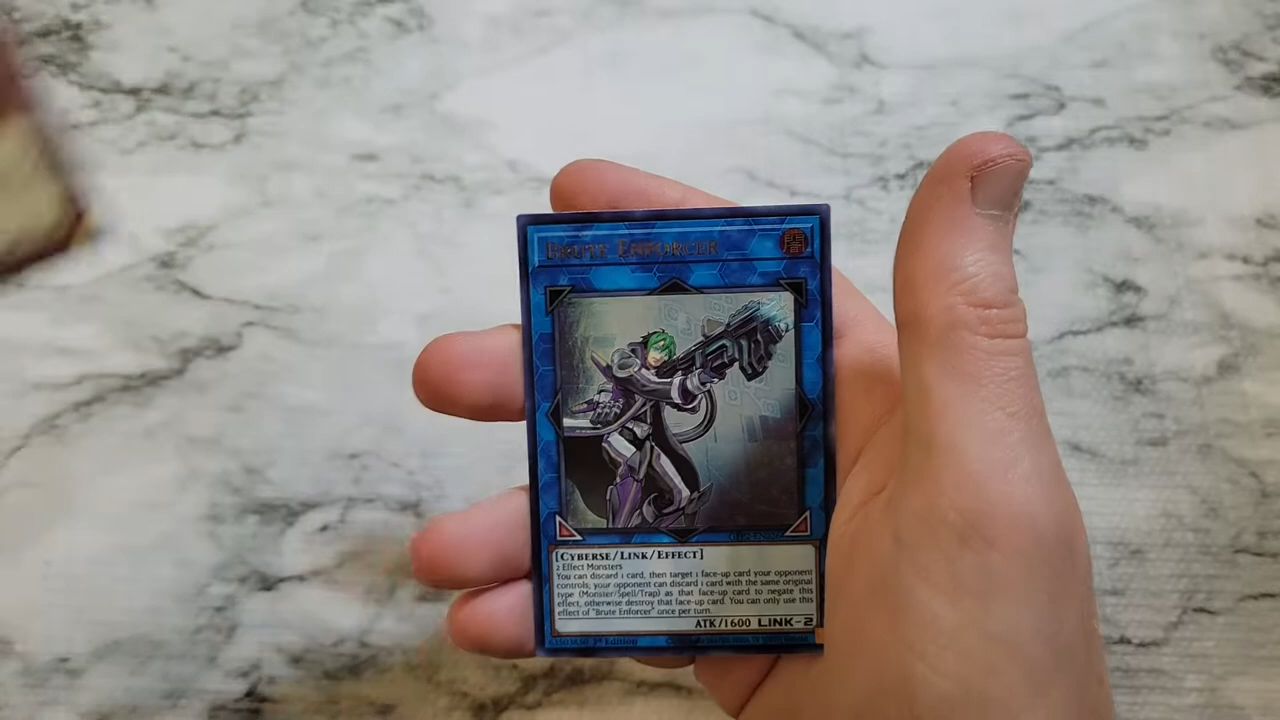 BRUTE ENFORCER
闇
[CYBERSE/LINK/EFFECT]
2 Effect Monsters
You can discard 1 card, then target 1 face-up card your opponent
controls; your opponent can discard 1 card with the same original
type (Monster/Spell/Trap) as that face-up card to negate this
effect, otherwise destroy that face-up card. You can only use this
effect of "Brute Enforcer" once per turn.
ATK/1600 LINK-2
1st Edition